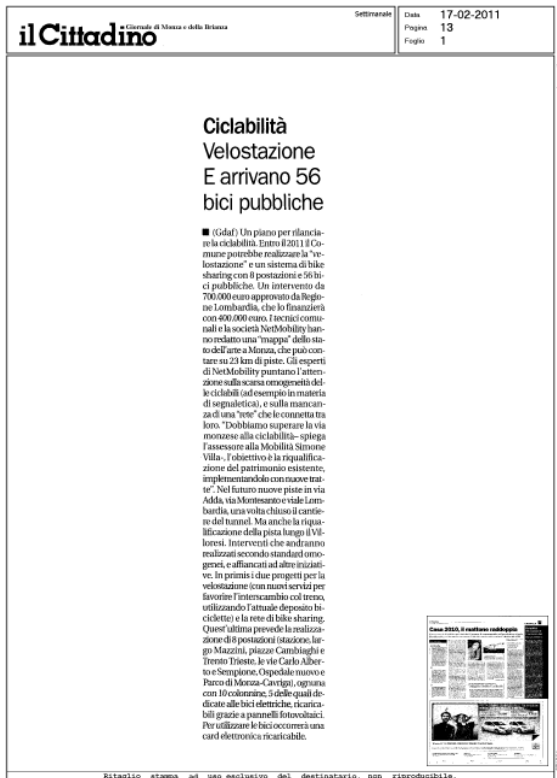 il Cittadino
Giornale di Monza e della Brianza
Settimanale
Data 17-02-2011
Pagina 13
Foglio 1
Ciclabilità
Velostazione
E arrivano 56
bici pubbliche
■ (Gdaf) Un piano per rilancia-
re la ciclabilità. Entro il 2011 il Co-
mune potrebbe realizzare la “ve-
lostazione” e un sistema di bike
sharing con 8 postazioni e 56 bi-
ci pubbliche. Un intervento da
700.000 euro approvato da Regio-
ne Lombardia, che lo finanzierà
con 400.000 euro. I tecnici comu-
nali e la società NetMobility han-
no redatto una “mappa” dello sta-
to dell'arte a Monza, che può con-
tare su 23 km di piste. Gli esperti
di NetMobility puntano l'atten-
zione sulla scarsa omogeneità del-
le ciclabili (ad esempio in materia
di segnaletica), e sulla mancan-
za di una “rete” che le connetta tra
loro. “Dobbiamo superare la via
monzese alla ciclabilità– spiega
l'assessore alla Mobilità Simone
Villa-, l'obiettivo è la riqualifica-
zione del patrimonio esistente,
implementandolo con nuove trat-
te”. Nel futuro nuove piste in via
Adda, via Montesanto e viale Lom-
bardia, una volta chiuso il cantie-
re del tunnel. Ma anche la riqua-
lificazione della pista lungo il Vil-
loresi. Interventi che andranno
realizzati secondo standard omo-
genei, e affiancati ad altre iniziati-
ve. In primis i due progetti per la
velostazione (con nuovi servizi per
favorire l'interscambio col treno,
utilizzando l'attuale deposito bi-
ciclette) e la rete di bike sharing.
Quest'ultima prevede la realizza-
zione di 8 postazioni (stazione, lar-
go Mazzini, piazze Cambiaghi e
Trento Trieste, le vie Carlo Alber-
to e Sempione, Ospedale nuovo e
Parco di Monza-Cavriga), ognuna
con 10 colonnine, 5 delle quali de-
dicate alle bici elettriche, ricarica-
bili grazie a pannelli fotovoltaici.
Per utilizzare le bici occorrerà una
card elettronica ricaricabile.
Casa 2010, il mattone raddoppia
Ritaglio stampa ad uso esclusivo del destinatario, non riproducibile.